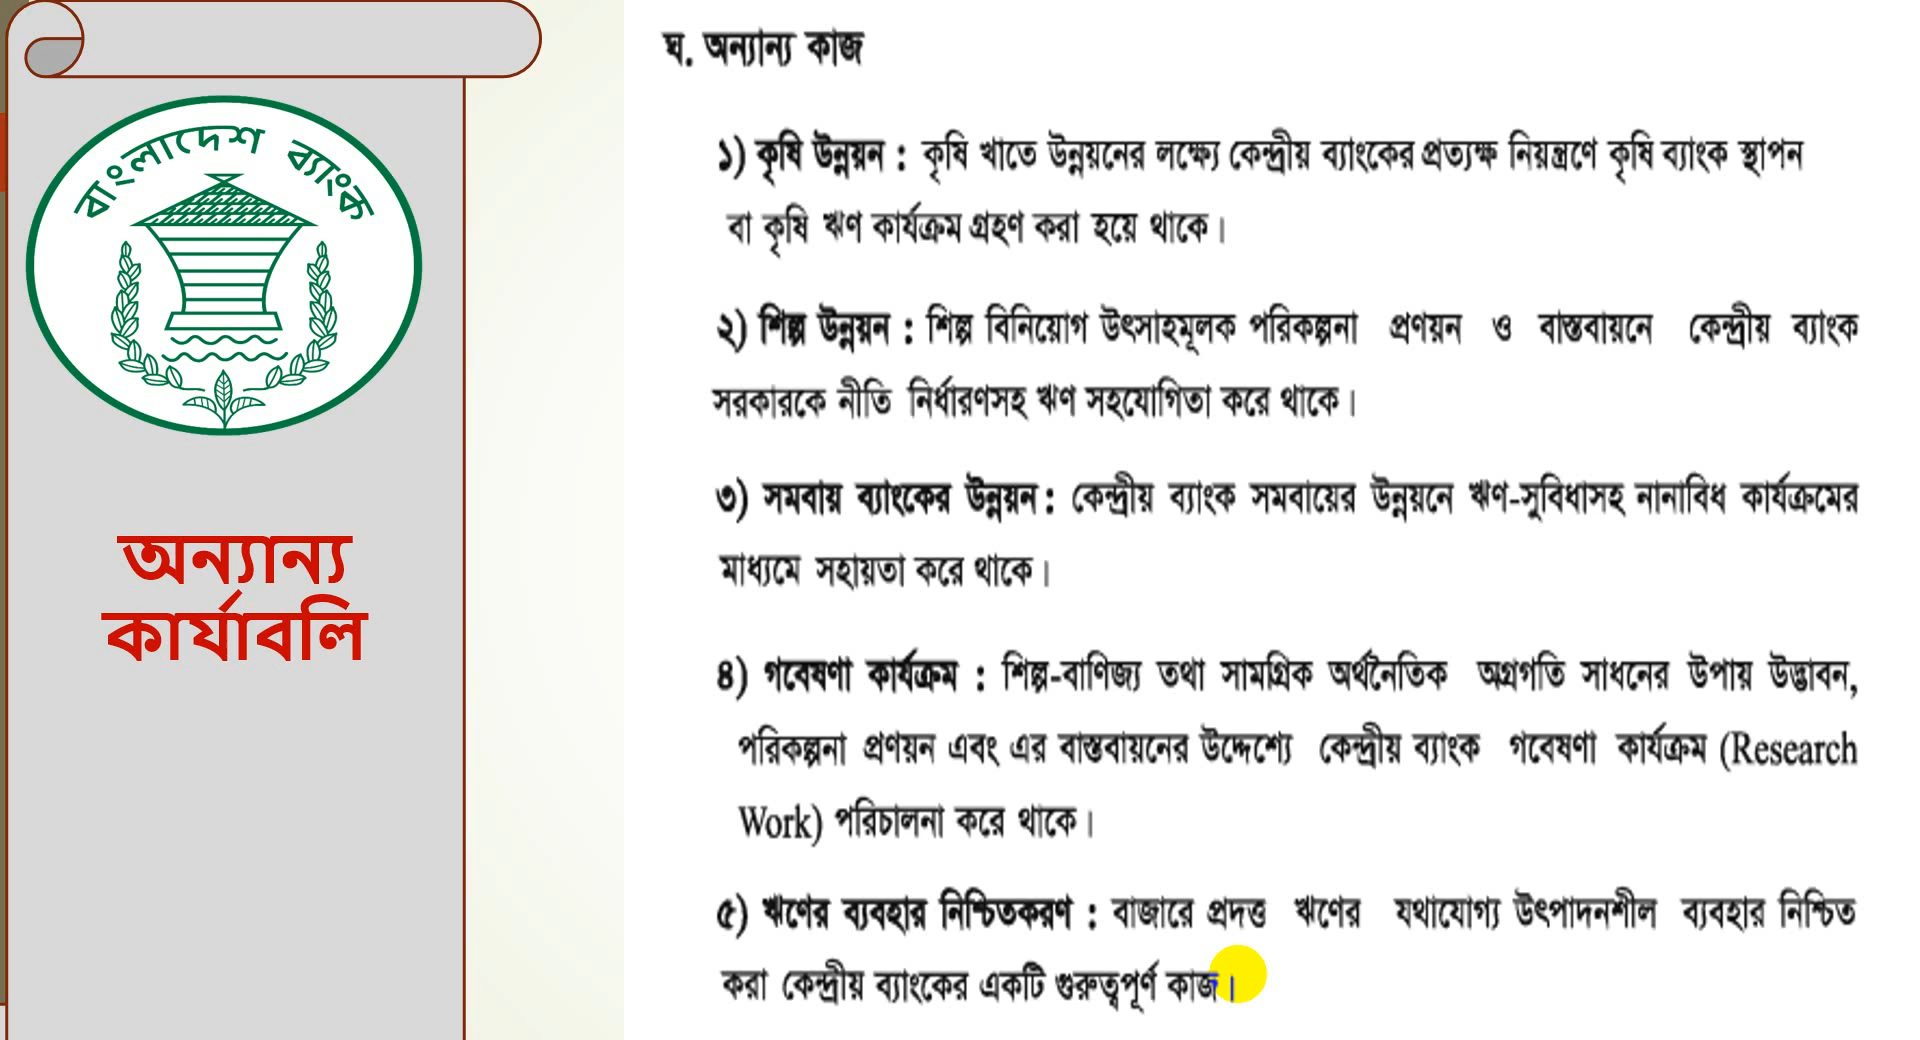 বাংলাদেশ ব্যাংক
অন্যান্য
কার্যাবলি
ঘ. অন্যান্য কাজ
১) কৃষি উন্নয়ন : কৃষি খাতে উন্নয়নের লক্ষ্যে কেন্দ্রীয় ব্যাংকের প্রত্যক্ষ নিয়ন্ত্রণে কৃষি ব্যাংক স্থাপন
বা কৃষি ঋণ কার্যক্রম গ্রহণ করা হয়ে থাকে।
২) শিল্প উন্নয়ন : শিল্প বিনিয়োগ উৎসাহমূলক পরিকল্পনা প্রণয়ন ও বাস্তবায়নে কেন্দ্রীয় ব্যাংক
সরকারকে নীতি নির্ধারণসহ ঋণ সহযোগিতা করে থাকে।
৩) সমবায় ব্যাংকের উন্নয়ন : কেন্দ্রীয় ব্যাংক সমবায়ের উন্নয়নে ঋণ-সুবিধাসহ নানাবিধ কার্যক্রমের
মাধ্যমে সহায়তা করে থাকে।
৪) গবেষণা কার্যক্রম : শিল্প-বাণিজ্য তথা সামগ্রিক অর্থনৈতিক অগ্রগতি সাধনের উপায় উদ্ভাবন,
পরিকল্পনা প্রণয়ন এবং এর বাস্তবায়নের উদ্দেশ্যে কেন্দ্রীয় ব্যাংক গবেষণা কার্যক্রম (Research
Work) পরিচালনা করে থাকে।
৫) ঋণের ব্যবহার নিশ্চিতকরণ : বাজারে প্রদত্ত ঋণের যথাযোগ্য উৎপাদনশীল ব্যবহার নিশ্চিত
করা কেন্দ্রীয় ব্যাংকের একটি গুরুত্বপূর্ণ কাজ।